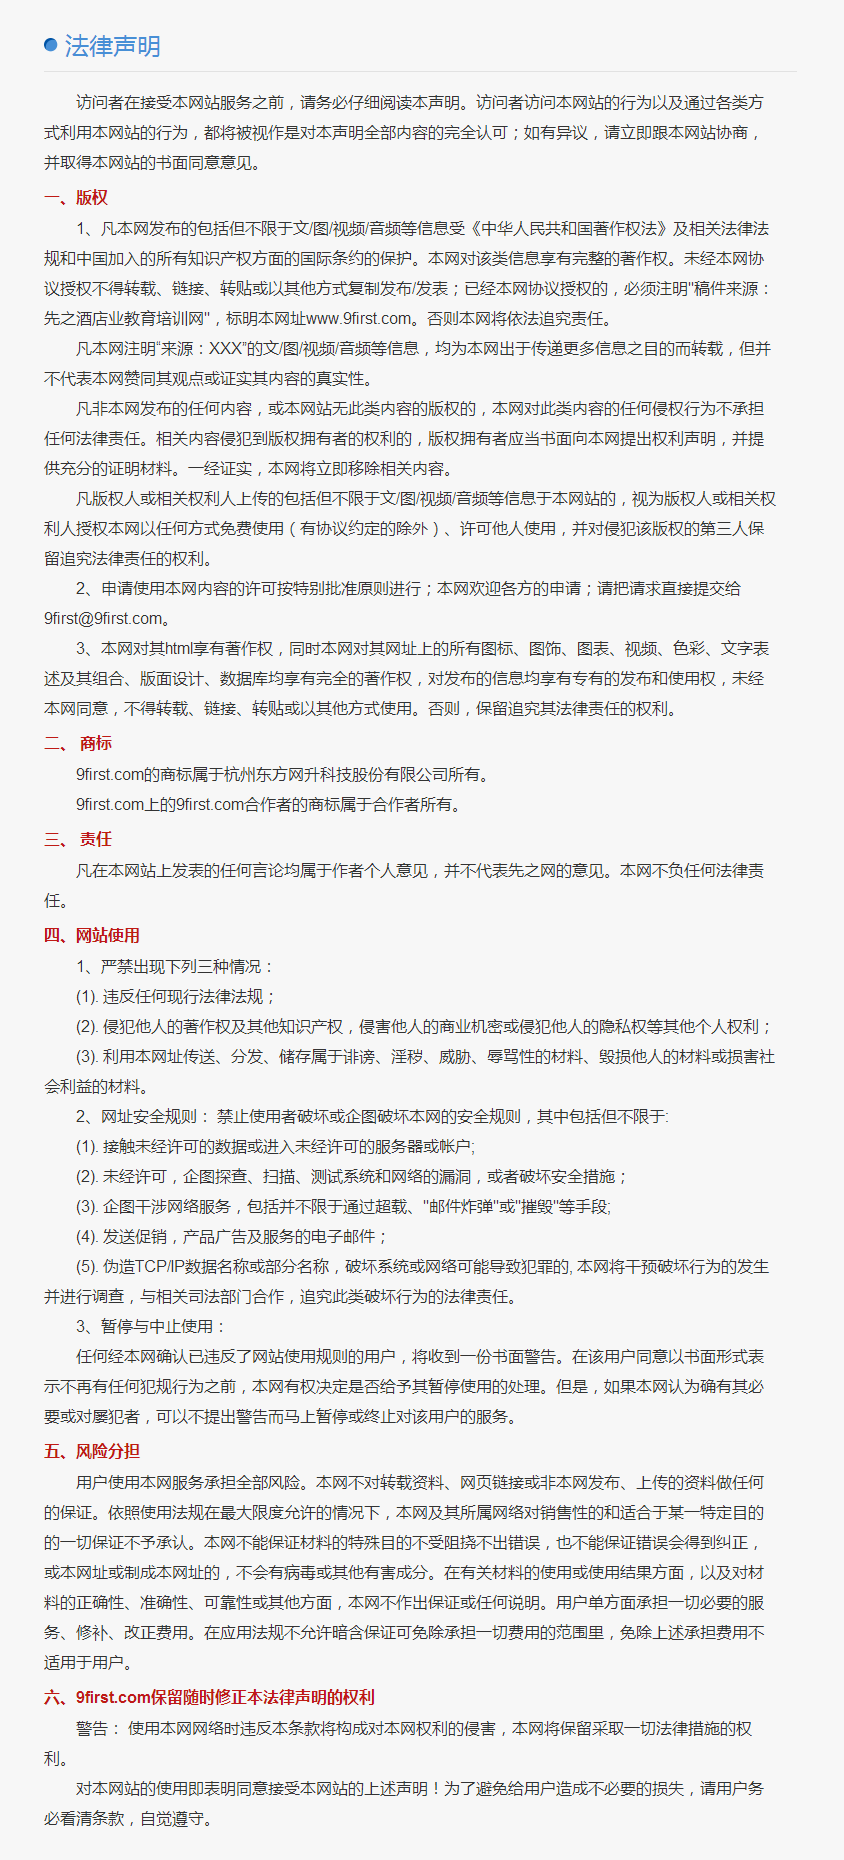 法律声明
访问者在接受本网站服务之前，请务必仔细阅读本声明。访问者访问本网站的行为以及通过各类方
式利用本网站的行为，都将被视作是对本声明全部内容的完全认可；如有异议，请立即跟本网站协商，
并取得本网站的书面同意意见。
一、版权
1、凡本网发布的包括但不限于文/图/视频/音频等信息受《中华人民共和国著作权法》及相关法律法
规和中国加入的所有知识产权方面的国际条约的保护。本网对该类信息享有完整的著作权。未经本网协
议授权不得转载、链接、转贴或以其他方式复制发布/发表；已经本网协议授权的，必须注明"稿件来源：
先之酒店业教育培训网"，标明本网址www.9first.com。否则本网将依法追究责任。
凡本网注明“来源：XXX”的文/图/视频/音频等信息，均为本网出于传递更多信息之目的而转载，但并
不代表本网赞同其观点或证实其内容的真实性。
凡非本网发布的任何内容，或本网站无此类内容的版权的，本网对此类内容的任何侵权行为不承担
任何法律责任。相关内容侵犯到版权拥有者的权利的，版权拥有者应当书面向本网提出权利声明，并提
供充分的证明材料。一经证实，本网将立即移除相关内容。
凡版权人或相关权利人上传的包括但不限于文/图/视频/音频等信息于本网站的，视为版权人或相关权
利人授权本网以任何方式免费使用（有协议约定的除外）、许可他人使用，并对侵犯该版权的第三人保
留追究法律责任的权利。
2、申请使用本网内容的许可按特别批准原则进行；本网欢迎各方的申请；请把请求直接提交给
9first@9first.com。
3、本网对其html享有著作权，同时本网对其网址上的所有图标、图饰、图表、视频、色彩、文字表
述及其组合、版面设计、数据库均享有完全的著作权，对发布的信息均享有专有的发布和使用权，未经
本网同意，不得转载、链接、转贴或以其他方式使用。否则，保留追究其法律责任的权利。
二、 商标
9first.com的商标属于杭州东方网升科技股份有限公司所有。
9first.com上的9first.com合作者的商标属于合作者所有。
三、 责任
凡在本网站上发表的任何言论均属于作者个人意见，并不代表先之网的意见。本网不负任何法律责
任。
四、网站使用
1、严禁出现下列三种情况：
(1). 违反任何现行法律法规；
(2). 侵犯他人的著作权及其他知识产权，侵害他人的商业机密或侵犯他人的隐私权等其他个人权利；
(3). 利用本网址传送、分发、储存属于诽谤、淫秽、威胁、辱骂性的材料、毁损他人的材料或损害社
会利益的材料。
2、网址安全规则： 禁止使用者破坏或企图破坏本网的安全规则，其中包括但不限于:
(1). 接触未经许可的数据或进入未经许可的服务器或帐户;
(2). 未经许可，企图探查、扫描、测试系统和网络的漏洞，或者破坏安全措施；
(3). 企图干涉网络服务，包括并不限于通过超载、"邮件炸弹"或"摧毁"等手段;
(4). 发送促销，产品广告及服务的电子邮件；
(5). 伪造TCP/IP数据名称或部分名称，破坏系统或网络可能导致犯罪的, 本网将干预破坏行为的发生
并进行调查，与相关司法部门合作，追究此类破坏行为的法律责任。
3、暂停与中止使用：
任何经本网确认已违反了网站使用规则的用户，将收到一份书面警告。在该用户同意以书面形式表
示不再有任何犯规行为之前，本网有权决定是否给予其暂停使用的处理。但是，如果本网认为确有其必
要或对屡犯者，可以不提出警告而马上暂停或终止对该用户的服务。
五、风险分担
用户使用本网服务承担全部风险。本网不对转载资料、网页链接或非本网发布、上传的资料做任何
的保证。依照使用法规在最大限度允许的情况下，本网及其所属网络对销售性的和适合于某一特定目的
的一切保证不予承认。本网不能保证材料的特殊目的不受阻挠不出错误，也不能保证错误会得到纠正，
或本网址或制成本网址的，不会有病毒或其他有害成分。在有关材料的使用或使用结果方面，以及对材
料的正确性、准确性、可靠性或其他方面，本网不作出保证或任何说明。用户单方面承担一切必要的服
务、修补、改正费用。在应用法规不允许暗含保证可免除承担一切费用的范围里，免除上述承担费用不
适用于用户。
六、9first.com保留随时修正本法律声明的权利
警告： 使用本网网络时违反本条款将构成对本网权利的侵害，本网将保留采取一切法律措施的权
利。
对本网站的使用即表明同意接受本网站的上述声明！为了避免给用户造成不必要的损失，请用户务
必看清条款，自觉遵守。